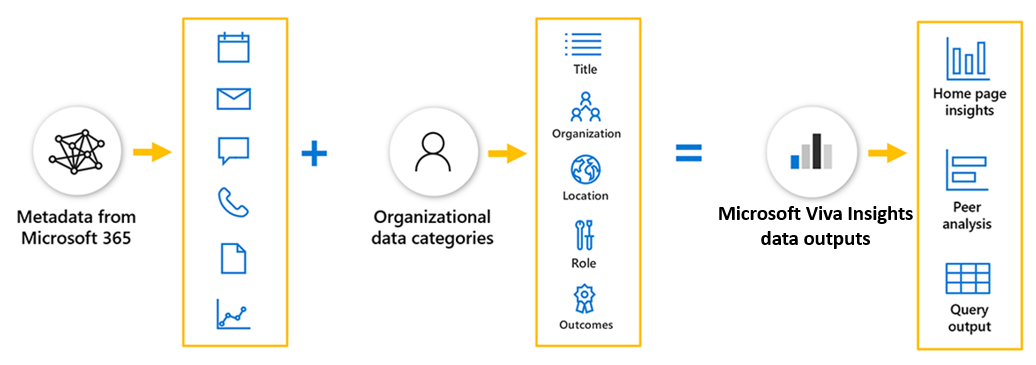 Metadata from
Microsoft 365
+
Organizational
data categories
Title
Organization
Location
Role
Outcomes
=
Microsoft Viva Insights
data outputs
Home page
insights
Peer
analysis
Query
output